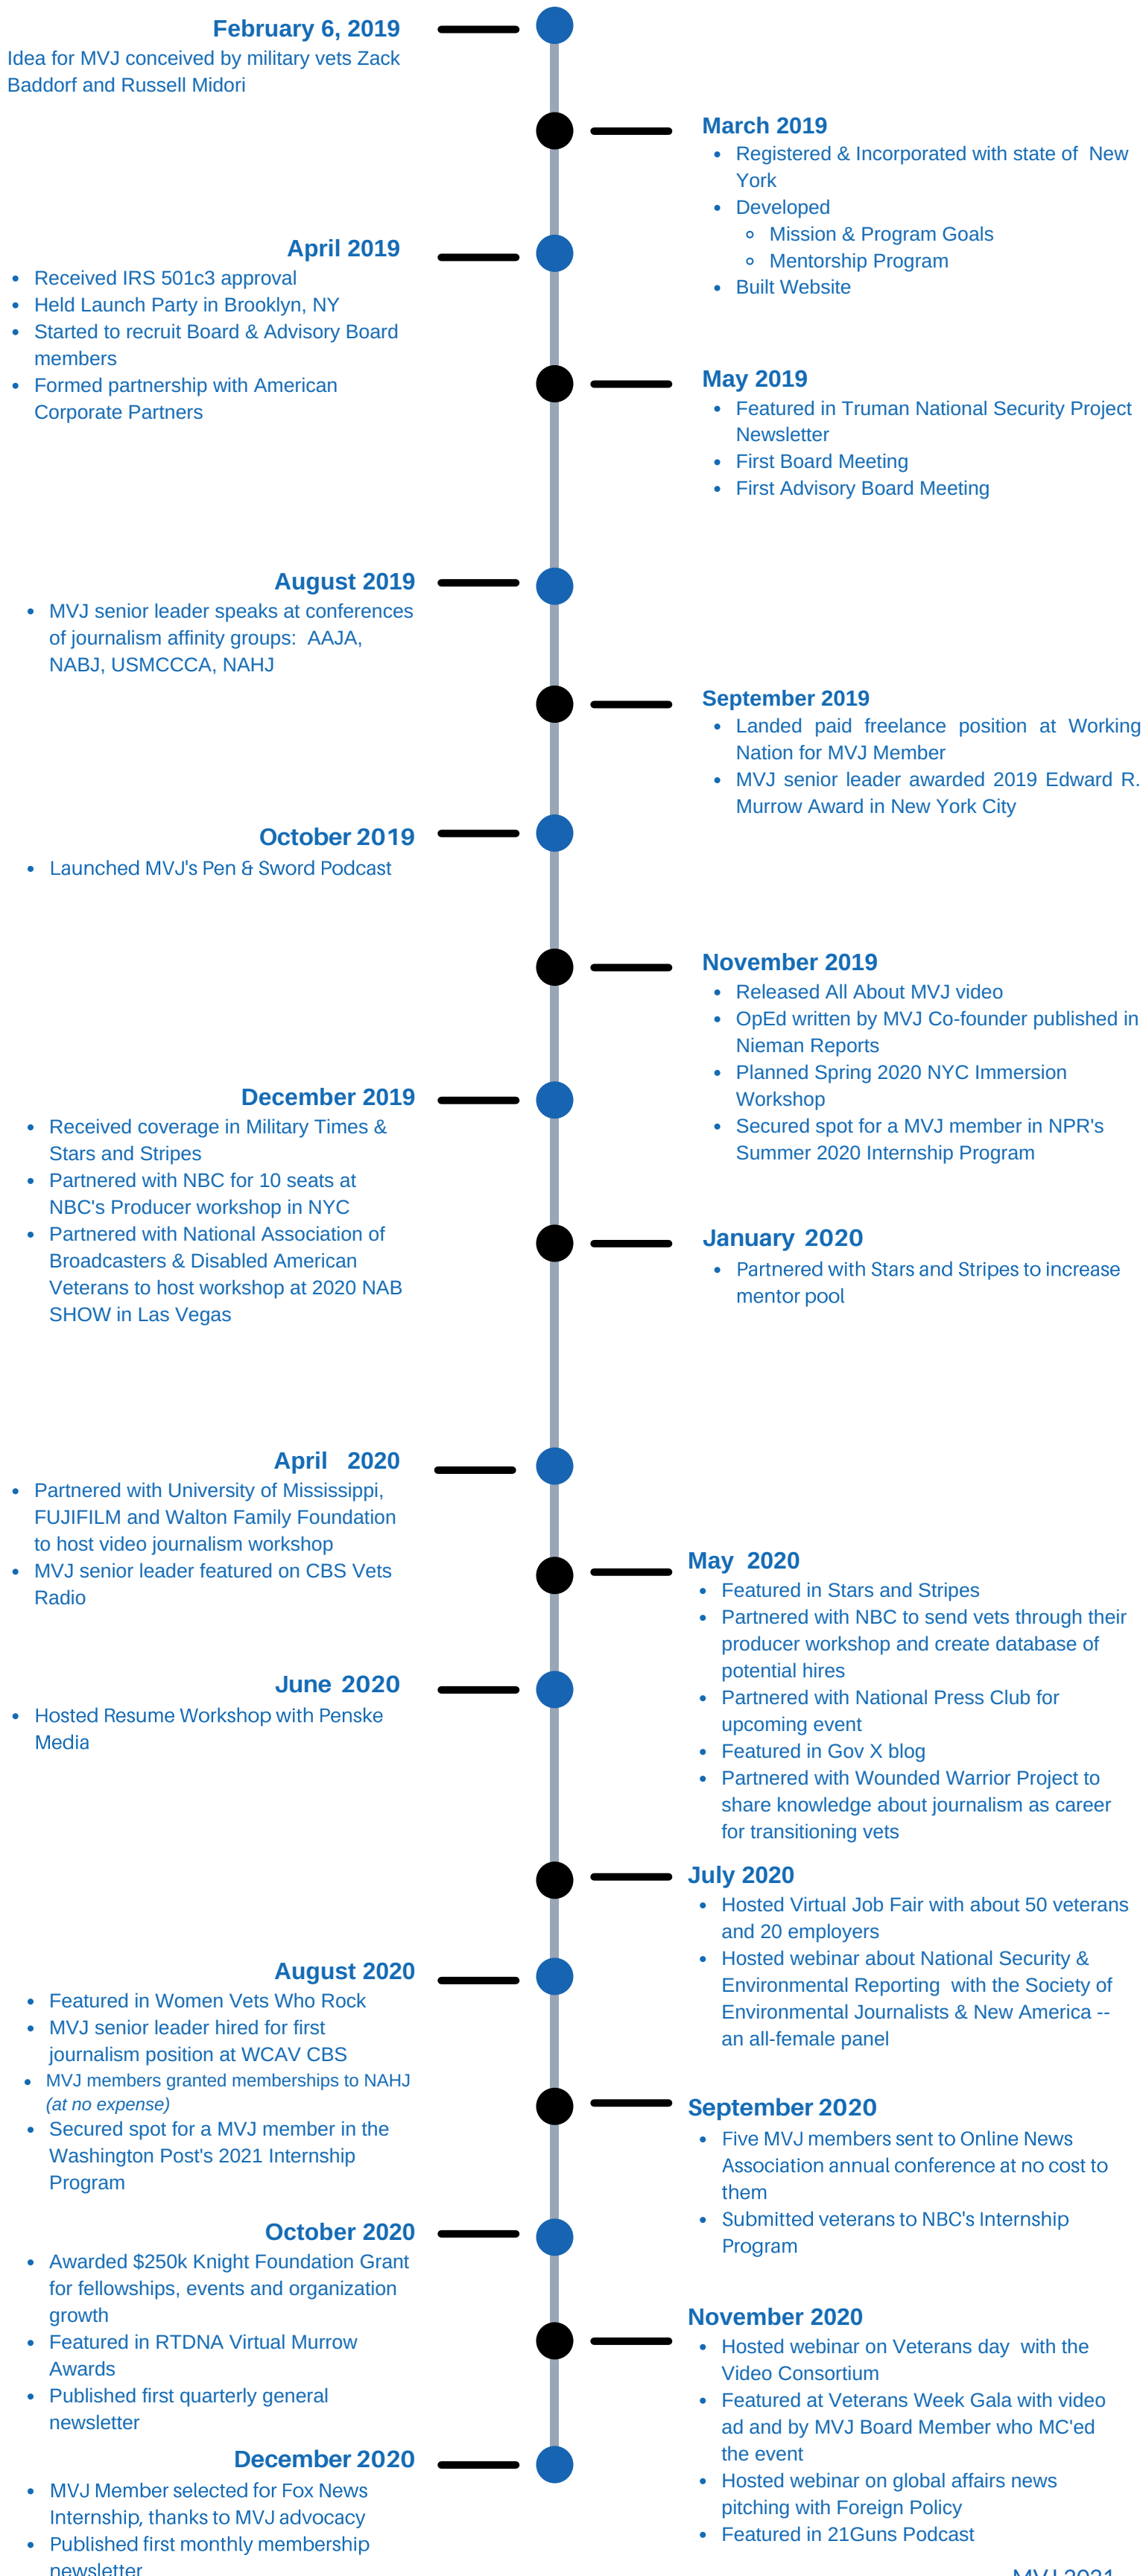 February 6, 2019
Idea for MVJ conceived by military vets Zack
Baddorf and Russell Midori
March 2019
• Registered & Incorporated with state of New
York
• Developed
◦ Mission & Program Goals
◦ Mentorship Program
• Built Website
April 2019
• Received IRS 501c3 approval
• Held Launch Party in Brooklyn, NY
• Started to recruit Board & Advisory Board
members
• Formed partnership with American
Corporate Partners
May 2019
• Featured in Truman National Security Project
Newsletter
• First Board Meeting
• First Advisory Board Meeting
August 2019
• MVJ senior leader speaks at conferences
of journalism affinity groups: AAJA,
NABJ, USMCCCA, NAHJ
September 2019
• Landed paid freelance position at Working
Nation for MVJ Member
• MVJ senior leader awarded 2019 Edward R.
Murrow Award in New York City
October 2019
• Launched MVJ's Pen & Sword Podcast
November 2019
• Released All About MVJ video
• OpEd written by MVJ Co-founder published in
Nieman Reports
• Planned Spring 2020 NYC Immersion
Workshop
• Secured spot for a MVJ member in NPR's
Summer 2020 Internship Program
December 2019
• Received coverage in Military Times &
Stars and Stripes
• Partnered with NBC for 10 seats at
NBC's Producer workshop in NYC
• Partnered with National Association of
Broadcasters & Disabled American
Veterans to host workshop at 2020 NAB
SHOW in Las Vegas
January 2020
• Partnered with Stars and Stripes to increase
mentor pool
April 2020
• Partnered with University of Mississippi,
FUJIFILM and Walton Family Foundation
to host video journalism workshop
• MVJ senior leader featured on CBS Vets
Radio
May 2020
• Featured in Stars and Stripes
• Partnered with NBC to send vets through their
producer workshop and create database of
potential hires
• Partnered with National Press Club for
upcoming event
• Featured in Gov X blog
• Partnered with Wounded Warrior Project to
share knowledge about journalism as career
for transitioning vets
June 2020
• Hosted Resume Workshop with Penske
Media
July 2020
• Hosted Virtual Job Fair with about 50 veterans
and 20 employers
• Hosted webinar about National Security &
Environmental Reporting with the Society of
Environmental Journalists & New America --
an all-female panel
August 2020
• Featured in Women Vets Who Rock
• MVJ senior leader hired for first
journalism position at WCAV CBS
• MVJ members granted memberships to NAHJ
(at no expense)
• Secured spot for a MVJ member in the
Washington Post's 2021 Internship
Program
September 2020
• Five MVJ members sent to Online News
Association annual conference at no cost to
them
• Submitted veterans to NBC's Internship
Program
October 2020
• Awarded $250k Knight Foundation Grant
for fellowships, events and organization
growth
• Featured in RTDNA Virtual Murrow
Awards
• Published first quarterly general
newsletter
November 2020
• Hosted webinar on Veterans day with the
Video Consortium
• Featured at Veterans Week Gala with video
ad and by MVJ Board Member who MC'ed
the event
• Hosted webinar on global affairs news
pitching with Foreign Policy
• Featured in 21Guns Podcast
December 2020
• MVJ Member selected for Fox News
Internship, thanks to MVJ advocacy
• Published first monthly membership
newsletter
MVJ 2021